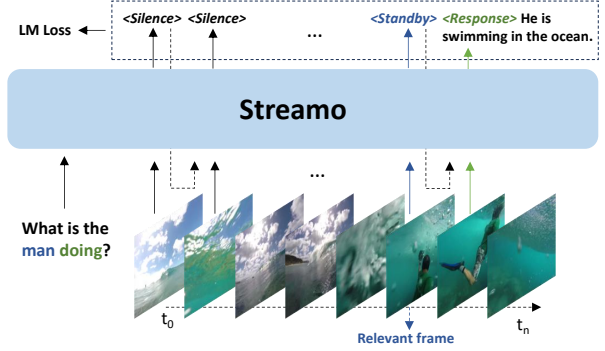 LM Loss
<Silence> <Silence> ... <Standby> <Response> He is
swimming in the ocean.
Streamo
...
What is the
man doing?
t0
tn
Relevant frame